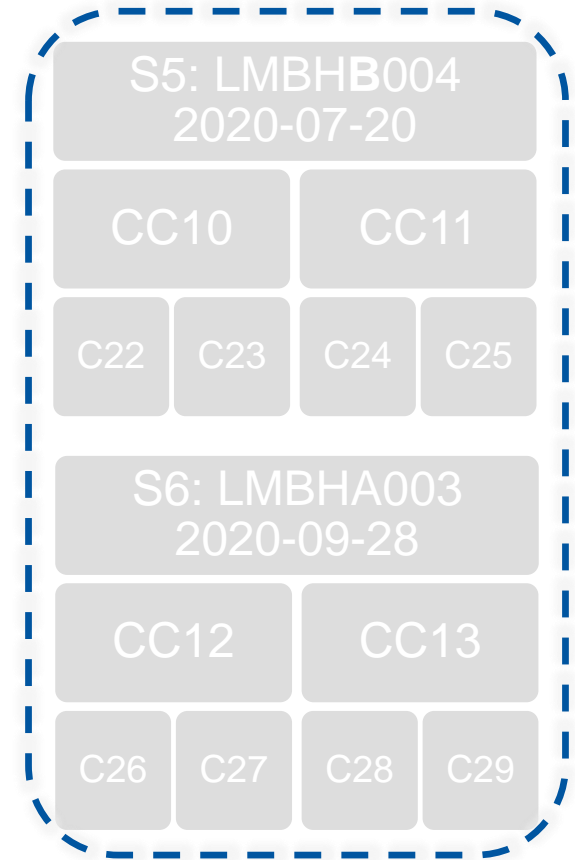 S5: LMBHB004
2020-07-20
CC10 CC11
C22 C23 C24 C25
S6: LMBHA003
2020-09-28
CC12 CC13
C26 C27 C28 C29